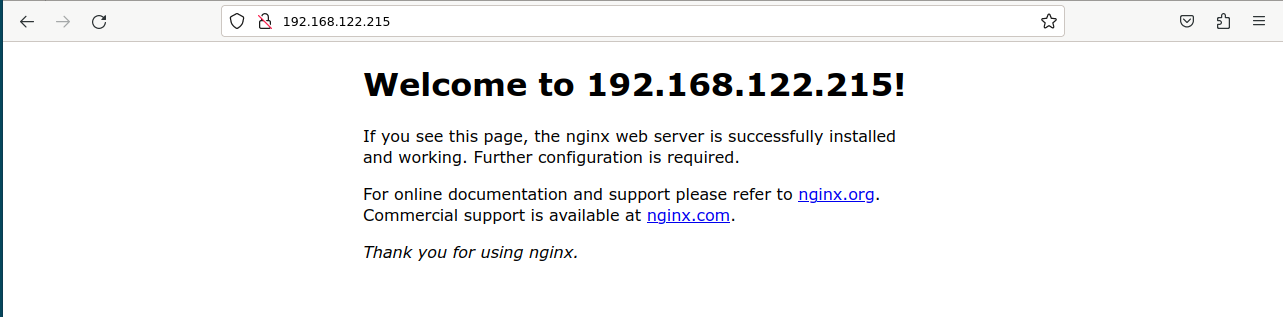 192.168.122.215
Welcome to 192.168.122.215!
If you see this page, the nginx web server is successfully installed
and working. Further configuration is required.
For online documentation and support please refer to nginx.org.
Commercial support is available at nginx.com.
Thank you for using nginx.